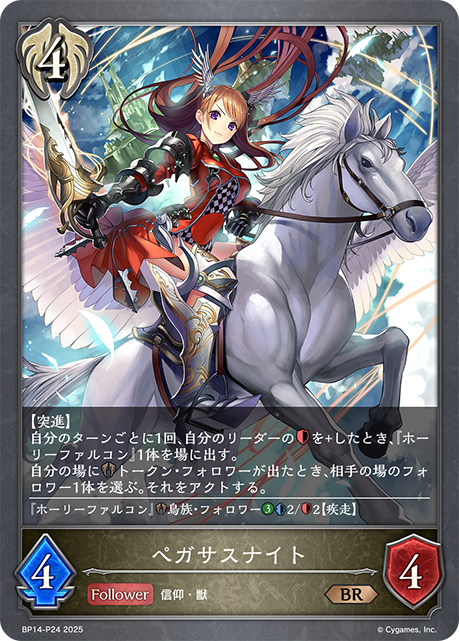 4
【突進】
自分のターンごとに1回、自分のリーダーの を+したとき、『ホー
リーファルコン』1体を場に出す。
自分の場に トークン・フォロワーが出たとき、相手の場のフォ
ロワー1体を選ぶ。それをアクトする。
『ホーリーファルコン』 鳥族・フォロワー 3 2/ 2【疾走】
ペガサスナイト
4
Follower 信仰・獣 BR
4
BP14-P24 2025 © Cygames, Inc.